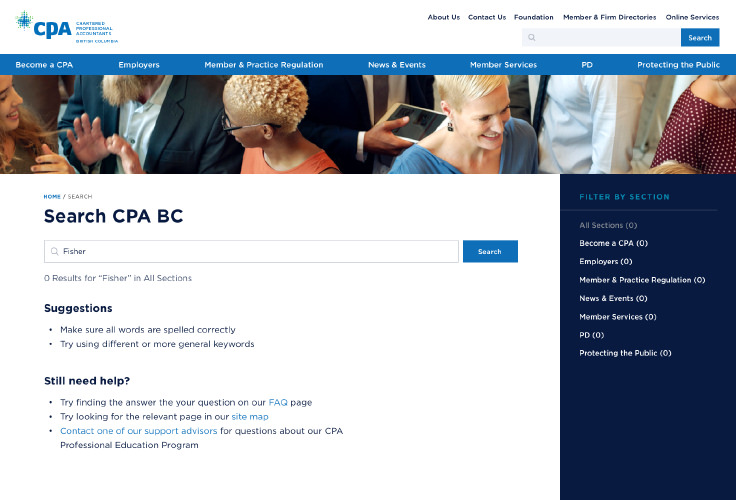 CPA CHARTERED
PROFESSIONAL
ACCOUNTANTS
BRITISH COLUMBIA
About Us Contact Us Foundation Member & Firm Directories Online Services
Search
Become a CPA Employers Member & Practice Regulation News & Events Member Services PD Protecting the Public
HOME / SEARCH
Search CPA BC
Fisher Search
0 Results for “Fisher” in All Sections
Suggestions
• Make sure all words are spelled correctly
• Try using different or more general keywords
Still need help?
• Try finding the answer the your question on our FAQ page
• Try looking for the relevant page in our site map
• Contact one of our support advisors for questions about our CPA
Professional Education Program
FILTER BY SECTION
All Sections (0)
Become a CPA (0)
Employers (0)
Member & Practice Regulation (0)
News & Events (0)
Member Services (0)
PD (0)
Protecting the Public (0)